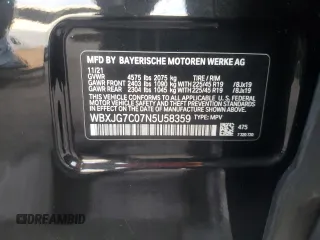 MFD BY BAYERISCHE MOTOREN WERKE AG
11/21
GVWR 4575 lbs 2075 kg TIRE / RIM
GAWR FRONT 2403 lbs 1090 kg 225/45 R19 / 8Jx19
GAWR REAR 2304 lbs 1045 kg 225/45 R19 / 8Jx19
THIS VEHICLE CONFORMS TO ALL APPLICABLE
FEDERAL MOTOR VEHICLE SAFETY STANDARDS
IN EFFECT ON THE DATE OF MANUFACTURE SHOWN ABOVE.
WBXJG7C07N5U58359 TYPE: MPV
475
© AUTOBIDMASTER
DREAMBID